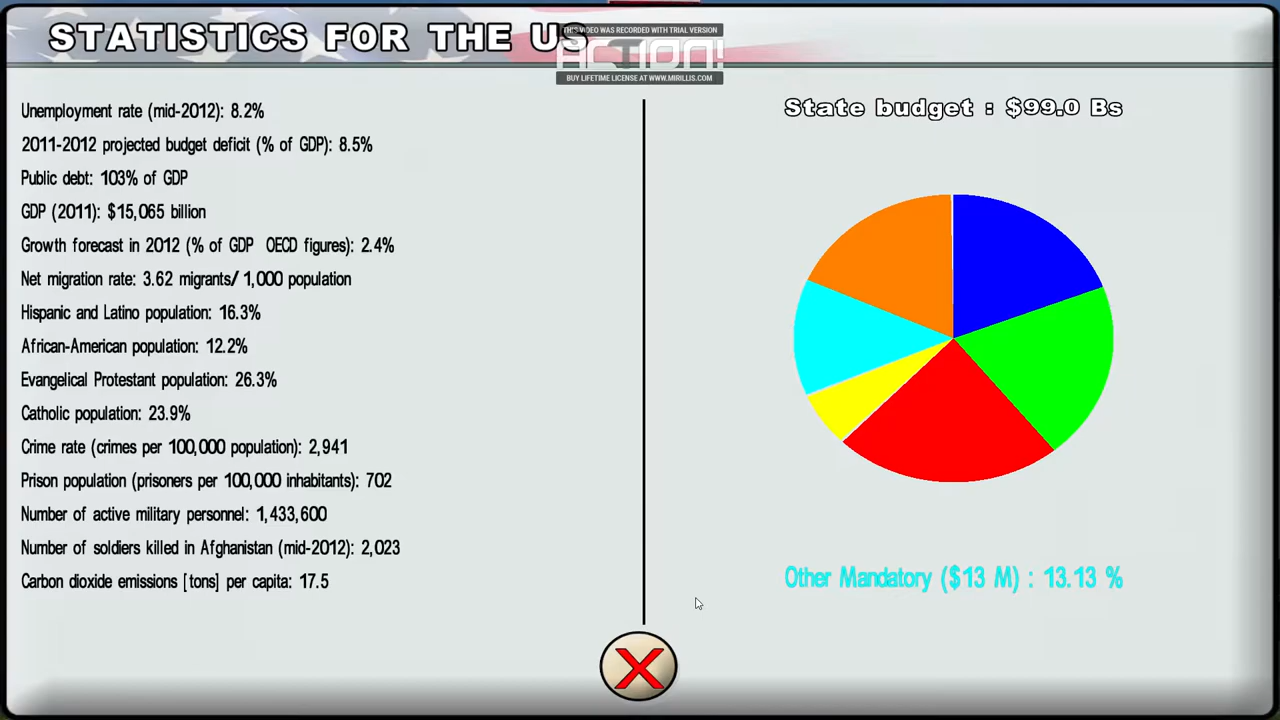 STATISTICS FOR THE US
THIS VIDEO WAS RECORDED WITH TRIAL VERSION
ACTION!
BUY LIFETIME LICENSE AT WWW.MIRILLIS.COM
Unemployment rate (mid-2012): 8.2%
2011-2012 projected budget deficit (% of GDP): 8.5%
Public debt: 103% of GDP
GDP (2011): $15,065 billion
Growth forecast in 2012 (% of GDP OECD figures): 2.4%
Net migration rate: 3.62 migrants/ 1,000 population
Hispanic and Latino population: 16.3%
African-American population: 12.2%
Evangelical Protestant population: 26.3%
Catholic population: 23.9%
Crime rate (crimes per 100,000 population): 2,941
Prison population (prisoners per 100,000 inhabitants): 702
Number of active military personnel: 1,433,600
Number of soldiers killed in Afghanistan (mid-2012): 2,023
Carbon dioxide emissions [tons] per capita: 17.5
State budget : $99.0 Bs
Other Mandatory ($13 M) : 13.13 %